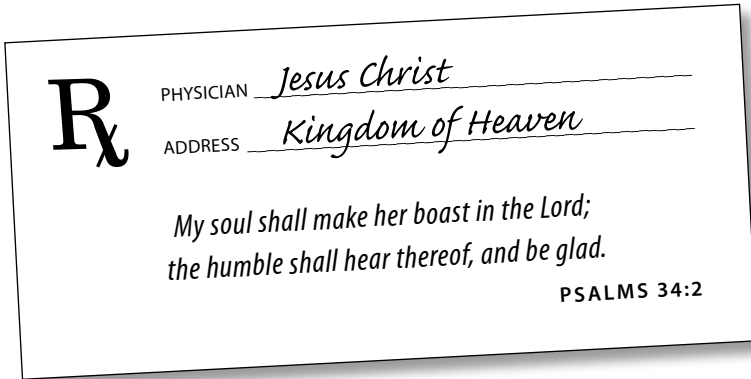 ℞
PHYSICIAN Jesus Christ
ADDRESS Kingdom of Heaven
My soul shall make her boast in the Lord;
the humble shall hear thereof, and be glad.
PSALMS 34:2